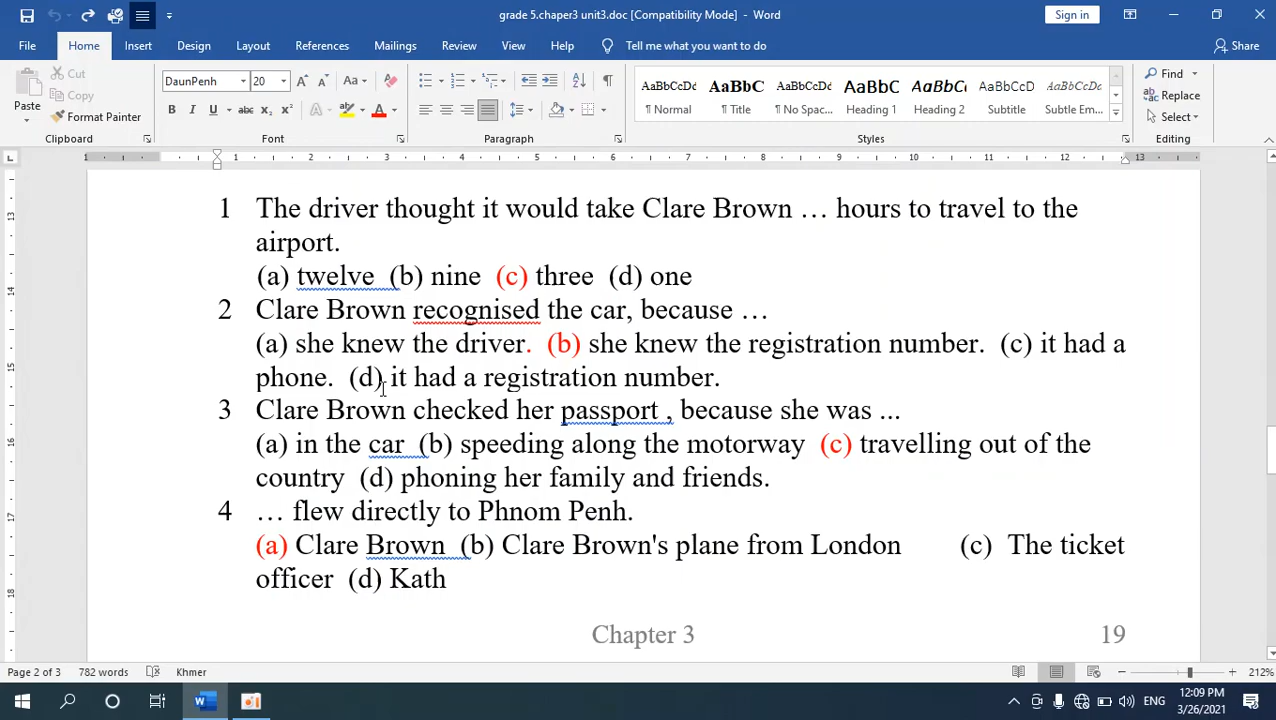 grade 5.chaper3 unit3.doc [Compatibility Mode] - Word
Sign in
File Home Insert Design Layout References Mailings Review View Help Tell me what you want to do Share
Paste
Cut
Copy
Format Painter
Clipboard
DaunPenh 20
Font
Paragraph
AaBbCcDc AaBbC AaBbCcDc AaBbCc AaBbCc AaBbCcD AaBbCcDc
¶ Normal ¶ Title ¶ No Spac... Heading 1 Heading 2 Subtitle Subtle Em...
Styles
Find
Replace
Select
Editing
1 The driver thought it would take Clare Brown … hours to travel to the
airport.
(a) twelve (b) nine (c) three (d) one
2 Clare Brown recognised the car, because …
(a) she knew the driver. (b) she knew the registration number. (c) it had a
phone. (d) it had a registration number.
3 Clare Brown checked her passport , because she was ...
(a) in the car (b) speeding along the motorway (c) travelling out of the
country (d) phoning her family and friends.
4 … flew directly to Phnom Penh.
(a) Clare Brown (b) Clare Brown's plane from London (c) The ticket
officer (d) Kath
Chapter 3 19
Page 2 of 3 782 words Khmer 212%
ENG
12:09 PM
3/26/2021